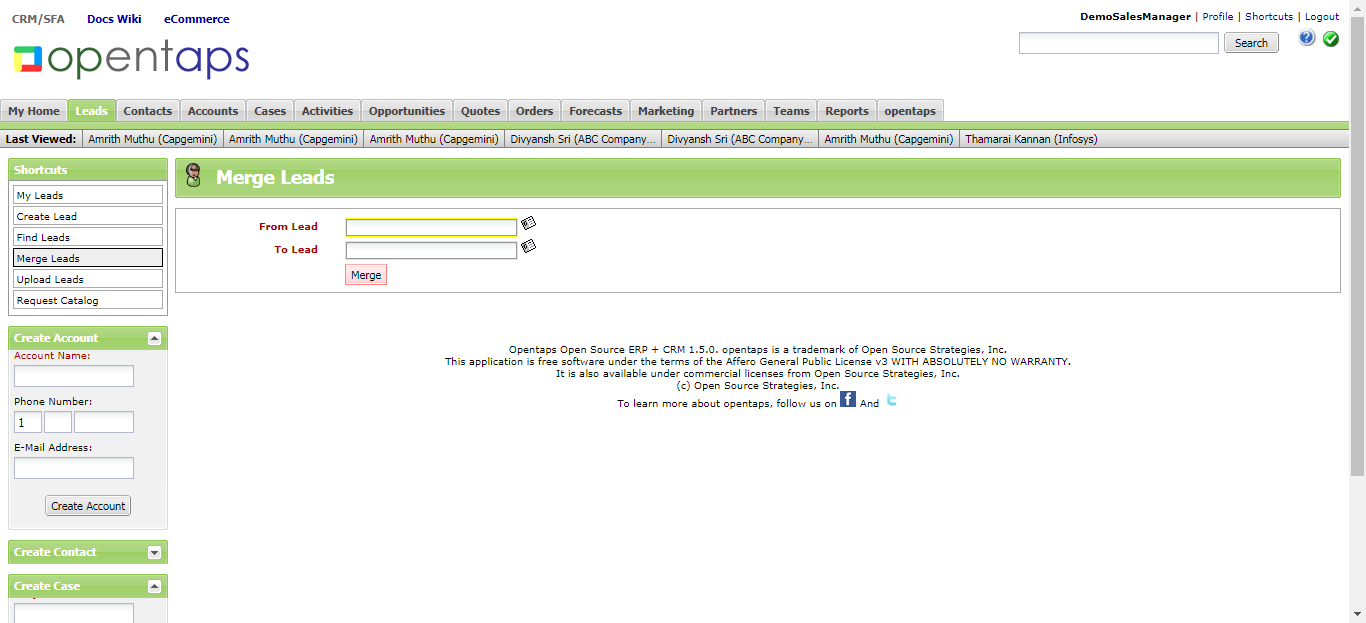 CRM/SFA Docs Wiki eCommerce
DemoSalesManager | Profile | Shortcuts | Logout
opentaps
Search
My Home Leads Contacts Accounts Cases Activities Opportunities Quotes Orders Forecasts Marketing Partners Teams Reports opentaps
Last Viewed: Amrith Muthu (Capgemini) Amrith Muthu (Capgemini) Amrith Muthu (Capgemini) Divyansh Sri (ABC Company... Divyansh Sri (ABC Company... Amrith Muthu (Capgemini) Thamarai Kannan (Infosys)
Shortcuts
My Leads
Create Lead
Find Leads
Merge Leads
Upload Leads
Request Catalog
Create Account
Account Name:
Phone Number:
1
E-Mail Address:
Create Account
Create Contact
Create Case
Merge Leads
From Lead
To Lead
Merge
Opentaps Open Source ERP + CRM 1.5.0. opentaps is a trademark of Open Source Strategies, Inc.
This application is free software under the terms of the Affero General Public License v3 WITH ABSOLUTELY NO WARRANTY.
It is also available under commercial licenses from Open Source Strategies, Inc.
(c) Open Source Strategies, Inc.
To learn more about opentaps, follow us on f And t